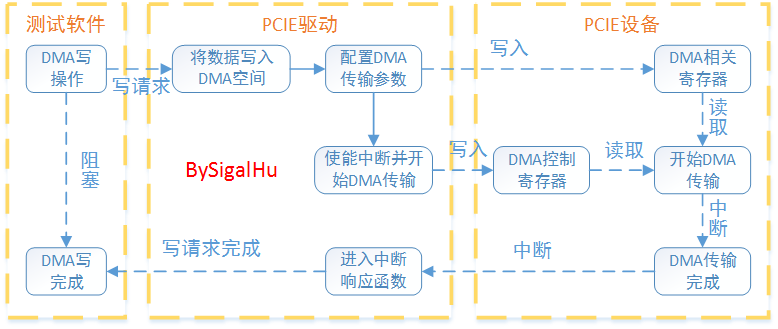 测试软件
PCIE驱动
PCIE设备
DMA写
操作
写请求
将数据写入
DMA空间
配置DMA
传输参数
写入
DMA相关
寄存器
读取
阻塞
BySigalHu
使能中断并开
始DMA传输
写入
DMA控制
寄存器
读取
开始DMA
传输
中断
DMA写
完成
写请求完成
进入中断
响应函数
中断
DMA传输
完成